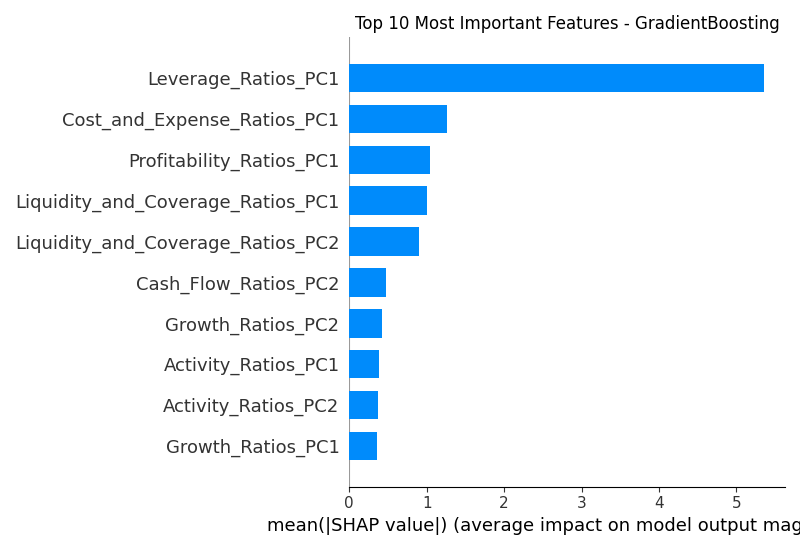 Top 10 Most Important Features - GradientBoosting
Leverage_Ratios_PC1
Cost_and_Expense_Ratios_PC1
Profitability_Ratios_PC1
Liquidity_and_Coverage_Ratios_PC1
Liquidity_and_Coverage_Ratios_PC2
Cash_Flow_Ratios_PC2
Growth_Ratios_PC2
Activity_Ratios_PC1
Activity_Ratios_PC2
Growth_Ratios_PC1
0 1 2 3 4 5
mean(|SHAP value|) (average impact on model output mag